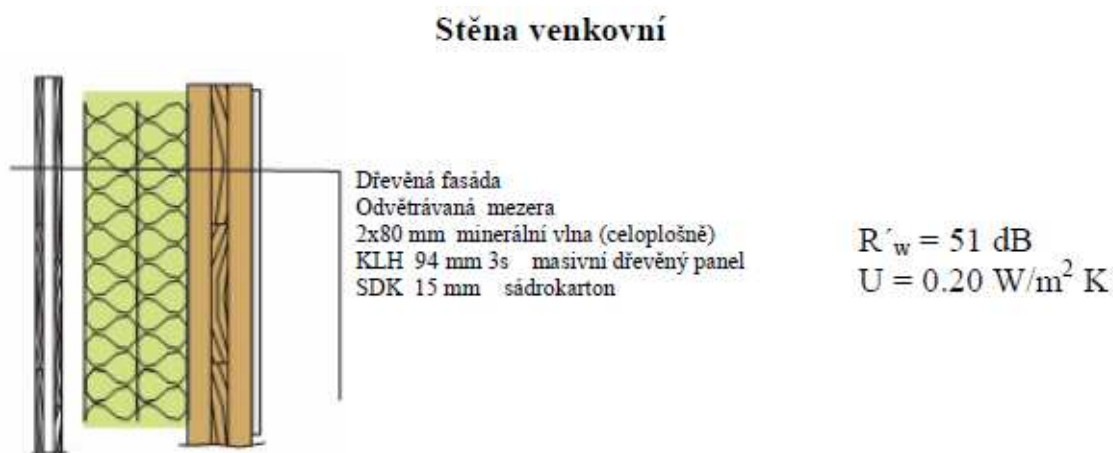 Stěna venkovní
Dřevěná fasáda
Odvětrávaná mezera
2x80 mm minerální vlna (celoplošně)
KLH 94 mm 3s masivní dřevěný panel
SDK 15 mm sádrokarton
R´w = 51 dB
U = 0.20 W/m² K